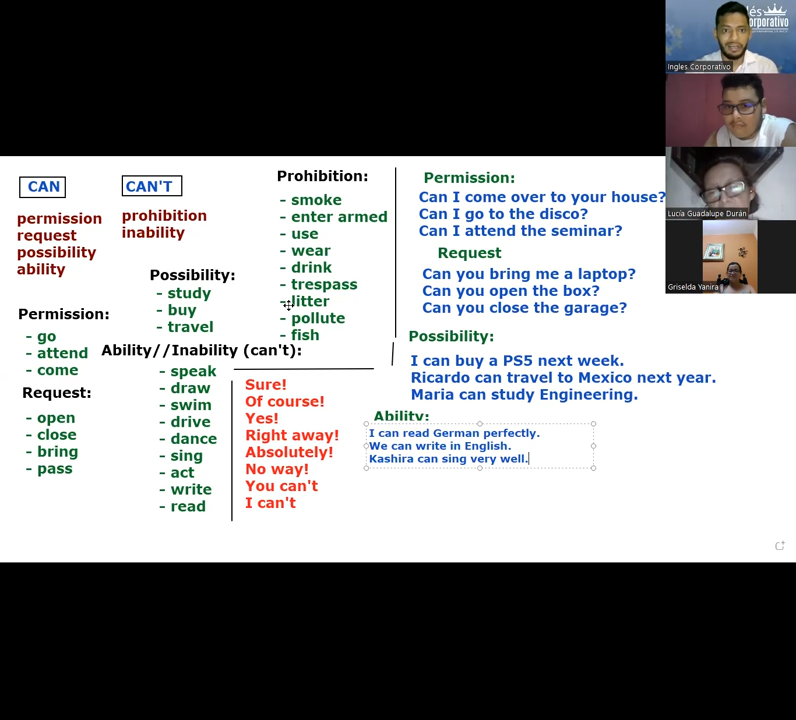 CAN
permission
request
possibility
ability
CAN'T
prohibition
inability
Permission:
- go
- attend
- come
Request:
- open
- close
- bring
- pass
Possibility:
- study
- buy
- travel
Ability//Inability (can't):
- speak
- draw
- swim
- drive
- dance
- sing
- act
- write
- read
Prohibition:
- smoke
- enter armed
- use
- wear
- drink
- trespass
- litter
- pollute
- fish
Sure!
Of course!
Yes!
Right away!
Absolutely!
No way!
You can't
I can't
Permission:
Can I come over to your house?
Can I go to the disco?
Can I attend the seminar?
Request
Can you bring me a laptop?
Can you open the box?
Can you close the garage?
Possibility:
I can buy a PS5 next week.
Ricardo can travel to Mexico next year.
Maria can study Engineering.
Ability:
I can read German perfectly.
We can write in English.
Kashira can sing very well.
Ingles Corporativo
Lucía Guadalupe Durán
Griselda Yanira